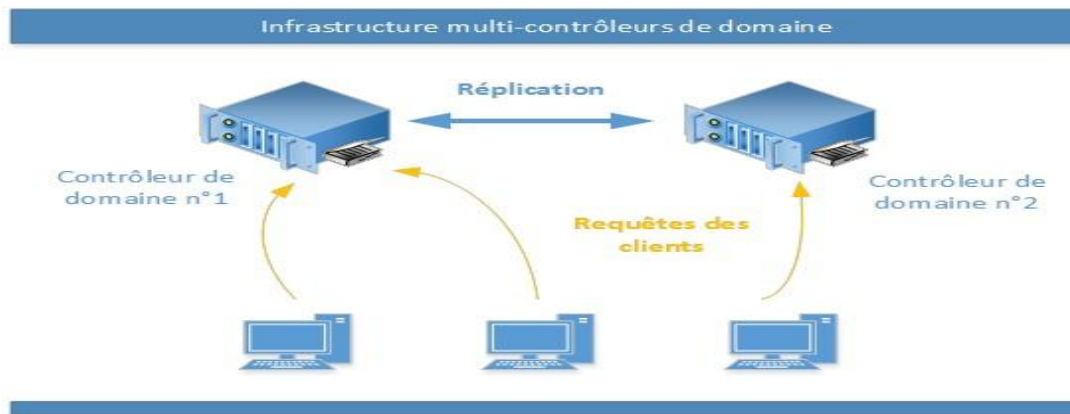 Infrastructure multi-contrôleurs de domaine
Réplication
Contrôleur de
domaine n°1
Contrôleur de
domaine n°2
Requêtes des
clients